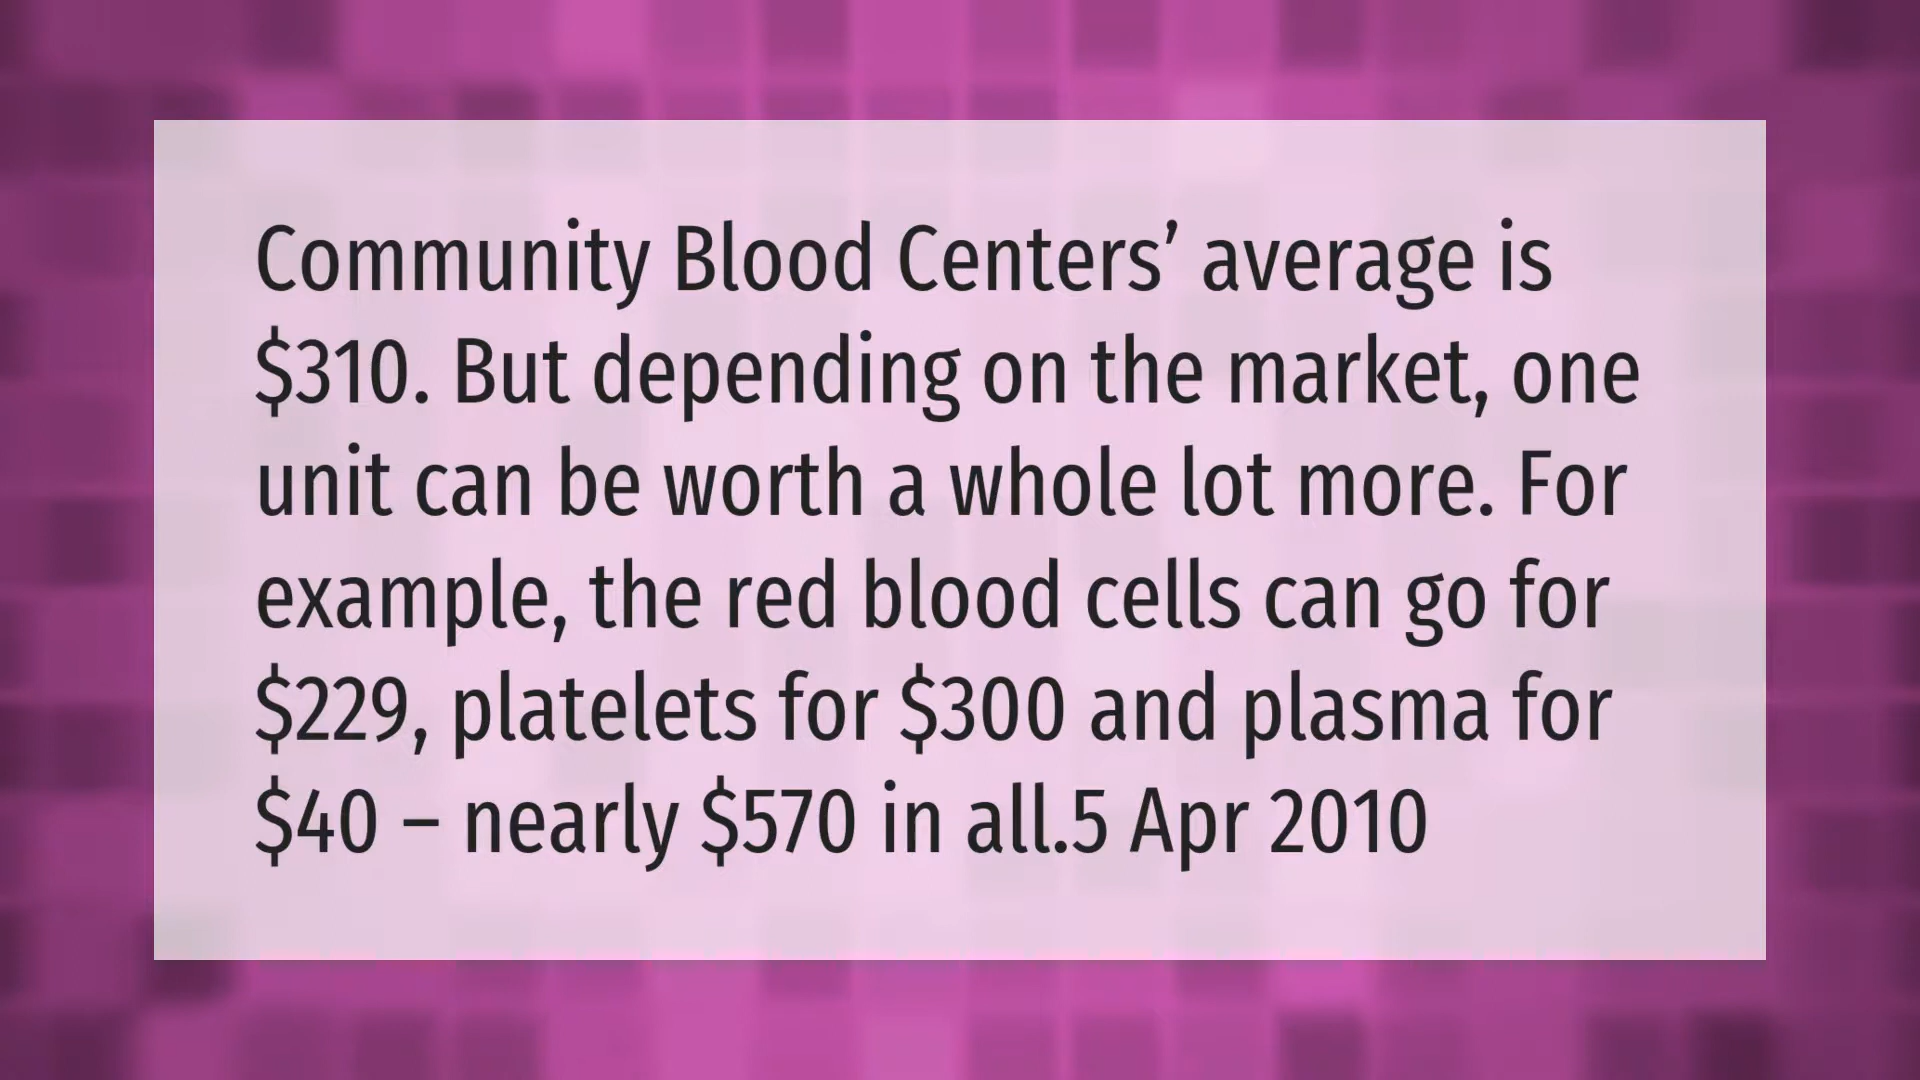 Community Blood Centers’ average is
$310. But depending on the market, one
unit can be worth a whole lot more. For
example, the red blood cells can go for
$229, platelets for $300 and plasma for
$40 – nearly $570 in all.5 Apr 2010